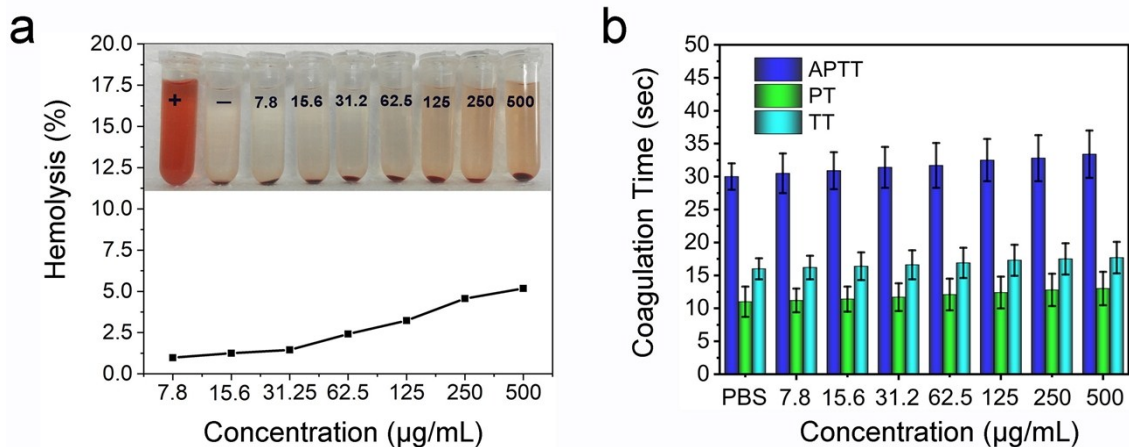 a
20.0
17.5
15.0
12.5
10.0
7.5
5.0
2.5
0.0
Hemolysis (%)
+ − 7.8 15.6 31.2 62.5 125 250 500
7.8 15.6 31.25 62.5 125 250 500
Concentration (µg/mL)
b
50
45
40
35
30
25
20
15
10
5
0
Coagulation Time (sec)
APTT
PT
TT
PBS 7.8 15.6 31.2 62.5 125 250 500
Concentration (µg/mL)